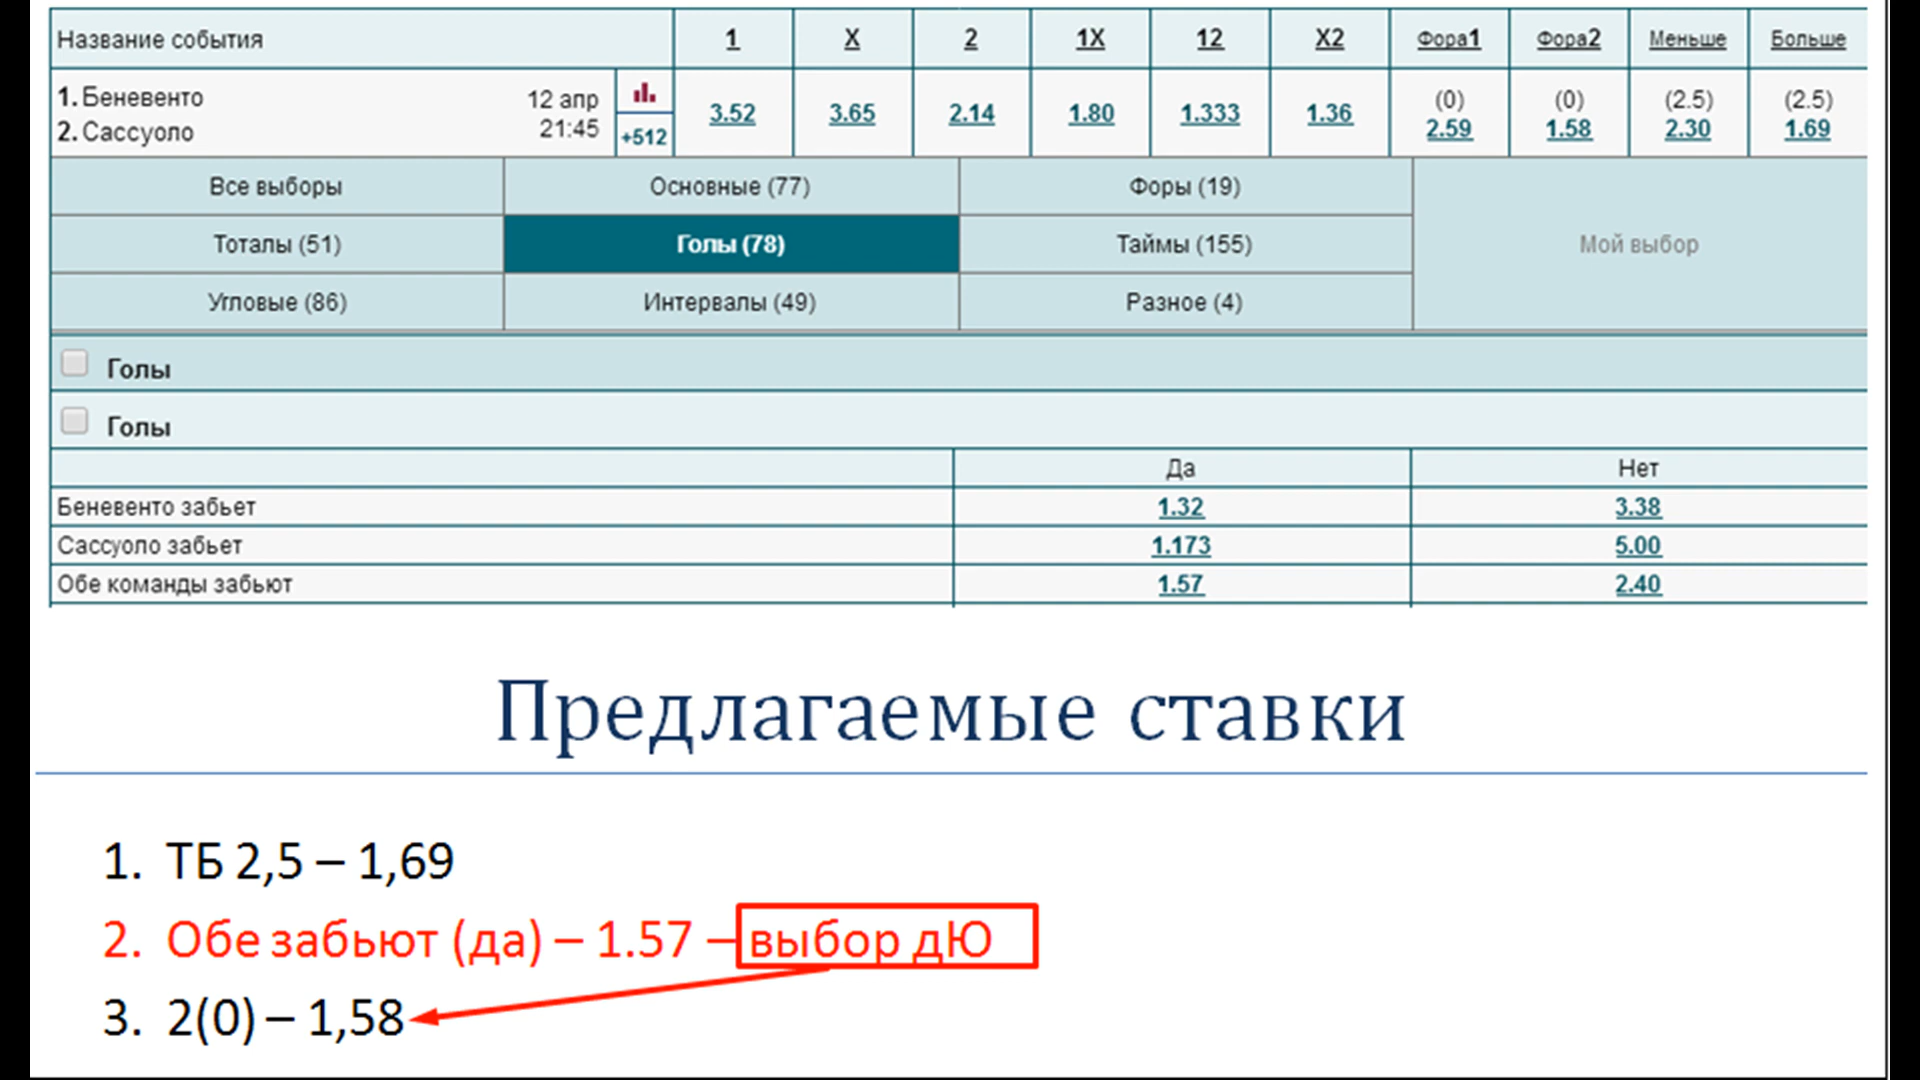 Название события 1 X 2 1X 12 X2 Фора1 Фора2 Меньше Больше
1. Беневенто 12 апр (0) (0) (2.5) (2.5)
3.52 3.65 2.14 1.80 1.333 1.36
2. Сассуоло 21:45 +512 2.59 1.58 2.30 1.69
Все выборы Основные (77) Форы (19)
Тоталы (51) Голы (78) Таймы (155) Мой выбор
Угловые (86) Интервалы (49) Разное (4)
Голы
Голы
Да Нет
Беневенто забьет 1.32 3.38
Сассуоло забьет 1.173 5.00
Обе команды забьют 1.57 2.40
Предлагаемые ставки
1. ТБ 2,5 – 1,69
2. Обе забьют (да) – 1.57 – выбор дЮ
3. 2(0) – 1,58